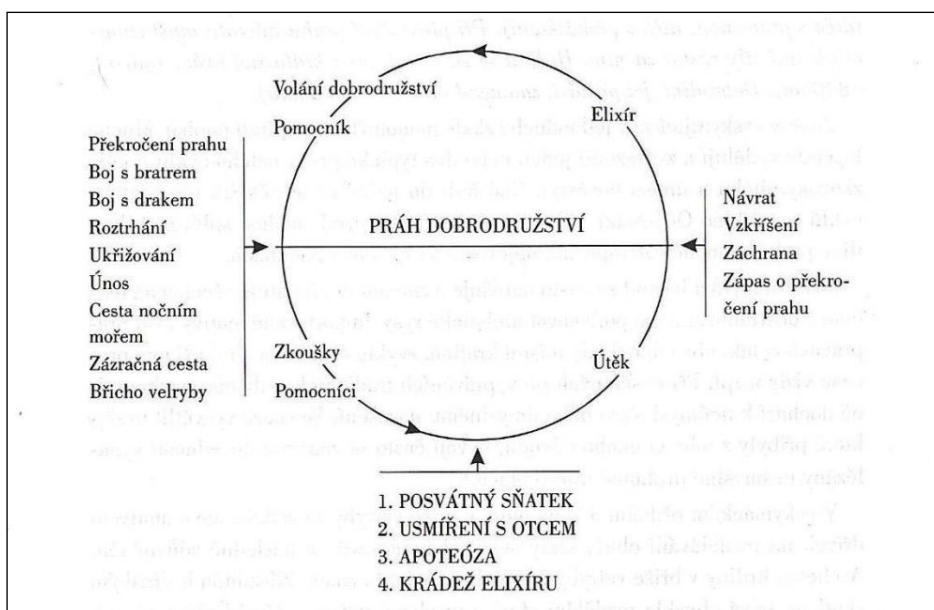 Volání dobrodružství
Pomocník
Elixír
Překročení prahu
Boj s bratrem
Boj s drakem
Roztrhání
Ukřižování
Únos
Cesta nočním
mořem
Zázračná cesta
Břicho velryby
PRÁH DOBRODRUŽSTVÍ
Návrat
Vzkříšení
Záchrana
Zápas o překro-
čení prahu
Zkoušky
Pomocníci
Útěk
1. POSVÁTNÝ SŇATEK
2. USMÍŘENÍ S OTCEM
3. APOTEÓZA
4. KRÁDEŽ ELIXÍRU